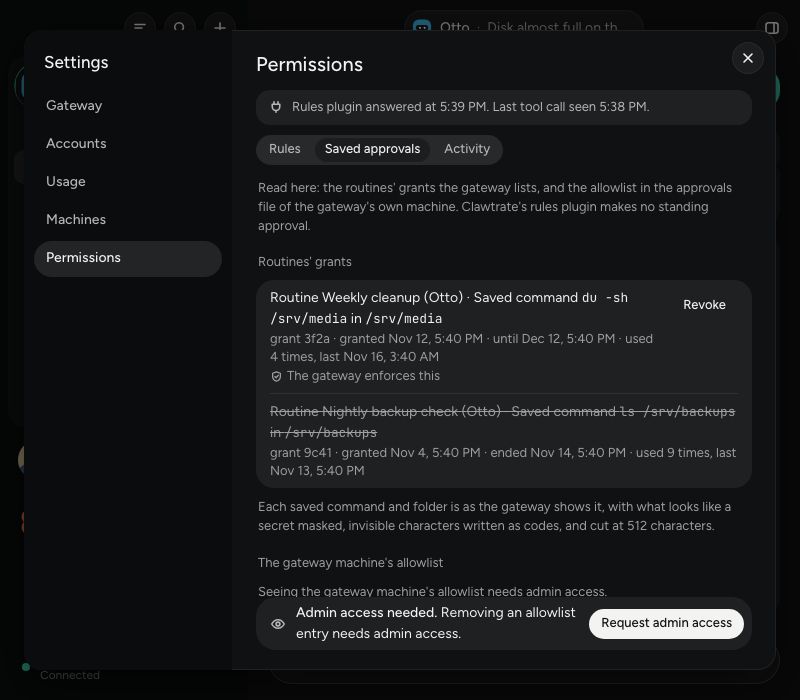 Otto · Disk almost full on th
Settings
Gateway
Accounts
Usage
Machines
Permissions
Permissions
Rules plugin answered at 5:39 PM. Last tool call seen 5:38 PM.
Rules Saved approvals Activity
Read here: the routines' grants the gateway lists, and the allowlist in the approvals
file of the gateway's own machine. Clawtrate's rules plugin makes no standing
approval.
Routines' grants
Routine Weekly cleanup (Otto) · Saved command du -sh
/srv/media in /srv/media
Revoke
grant 3f2a · granted Nov 12, 5:40 PM · until Dec 12, 5:40 PM · used
4 times, last Nov 16, 3:40 AM
The gateway enforces this
Routine Nightly backup check (Otto) · Saved command ls /srv/backups
in /srv/backups
grant 9c41 · granted Nov 4, 5:40 PM · ended Nov 14, 5:40 PM · used 9 times, last
Nov 13, 5:40 PM
Each saved command and folder is as the gateway shows it, with what looks like a
secret masked, invisible characters written as codes, and cut at 512 characters.
The gateway machine's allowlist
Seeing the gateway machine's allowlist needs admin access.
Admin access needed. Removing an allowlist
entry needs admin access.
Request admin access
Connected